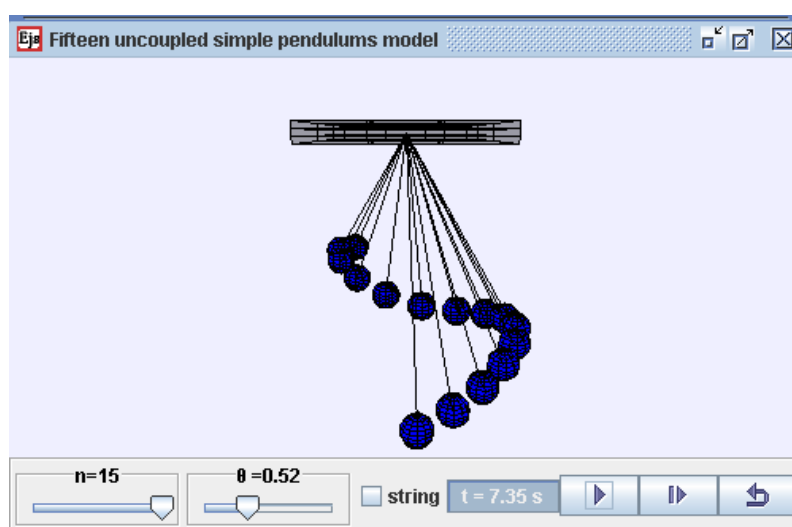 Ejs Fifteen uncoupled simple pendulums model
n=15
θ =0.52
string
t = 7.35 s